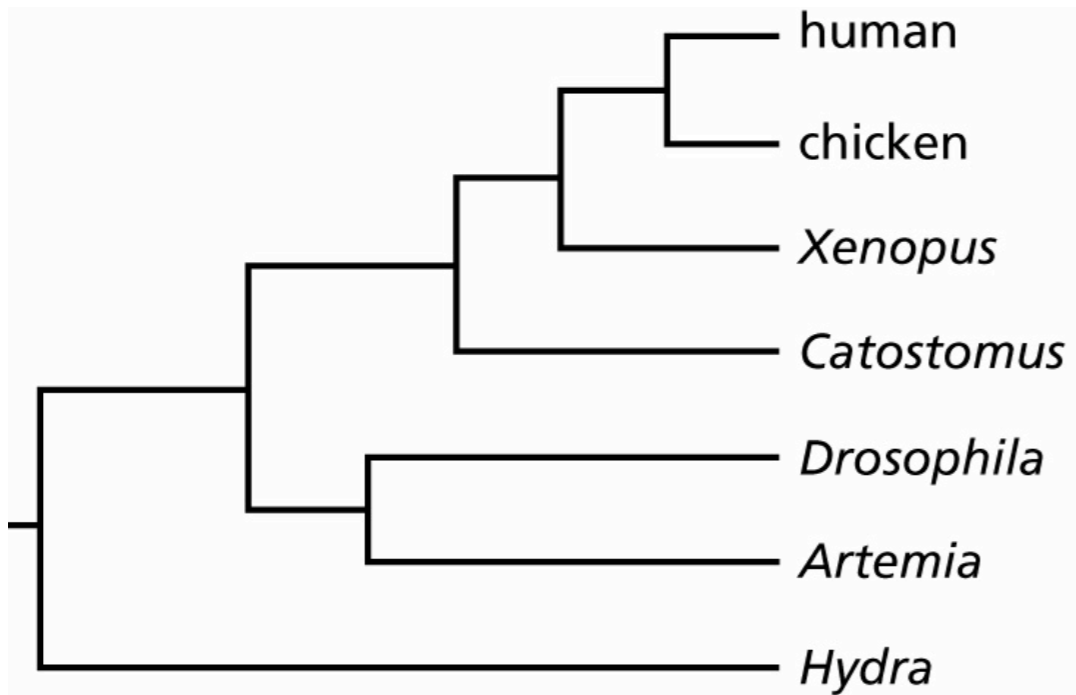 human
chicken
Xenopus
Catostomus
Drosophila
Artemia
Hydra